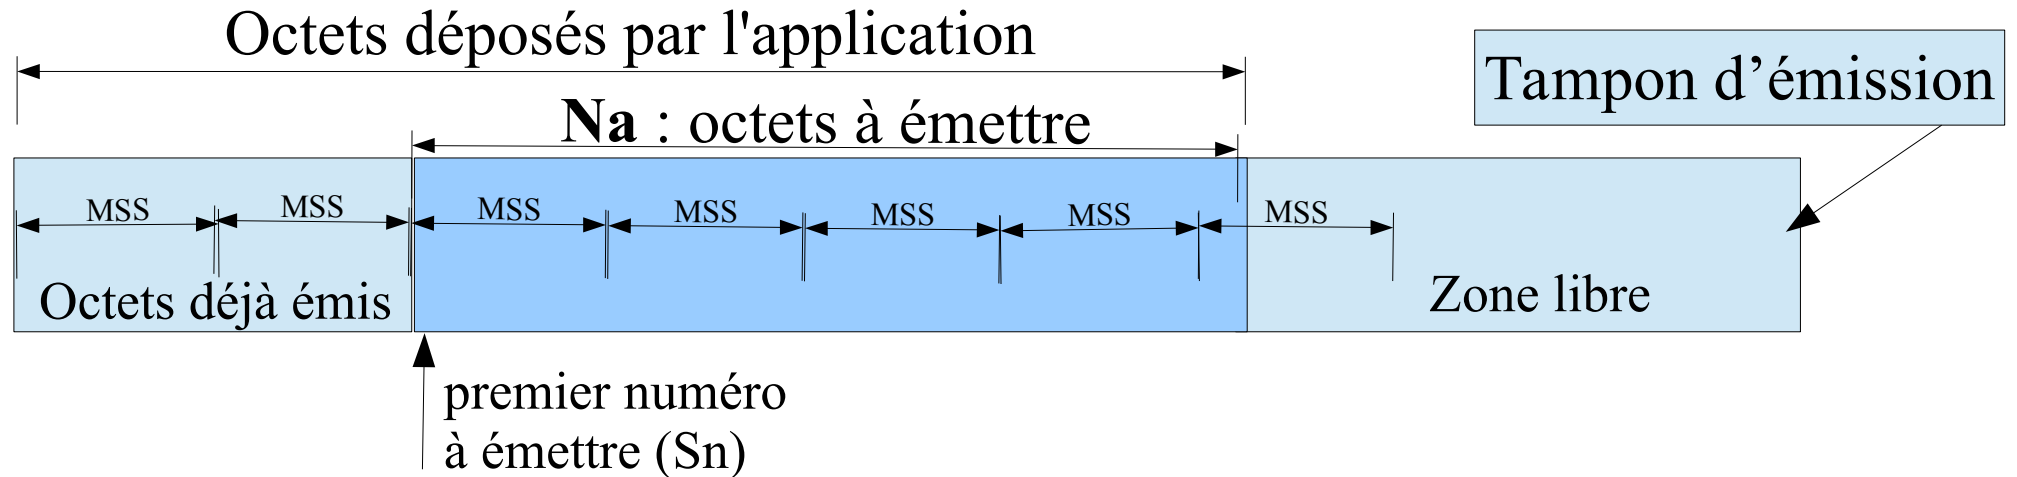 Octets déposés par l'application
Tampon d’émission
Na : octets à émettre
MSS
MSS
MSS
MSS
MSS
MSS
MSS
Octets déjà émis
Zone libre
premier numéro
à émettre (Sn)